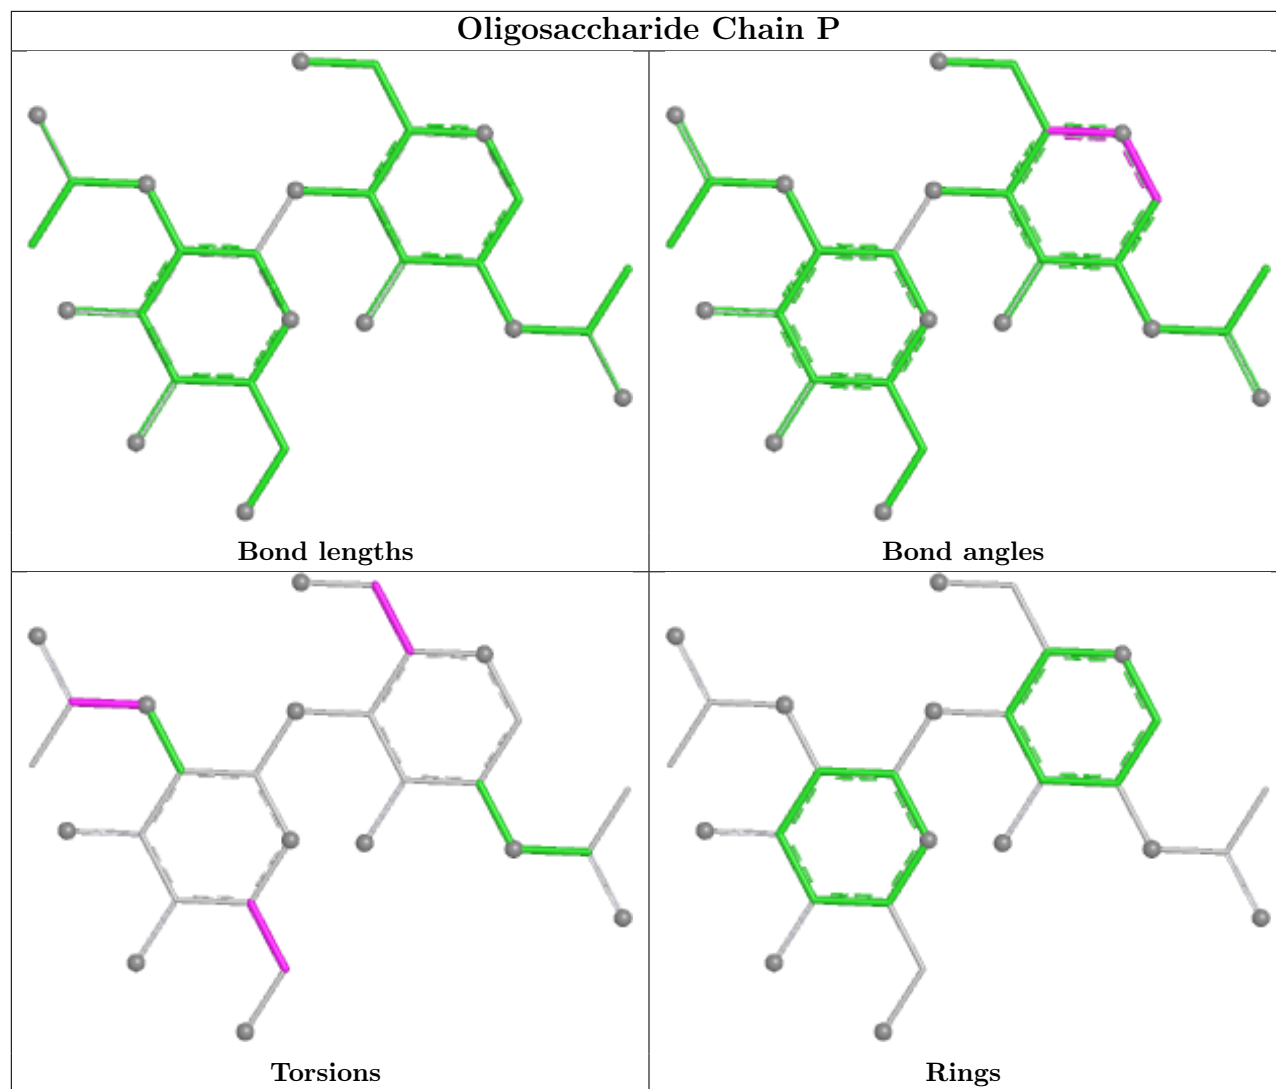 Oligosaccharide Chain P
Bond lengths
Bond angles
Torsions
Rings